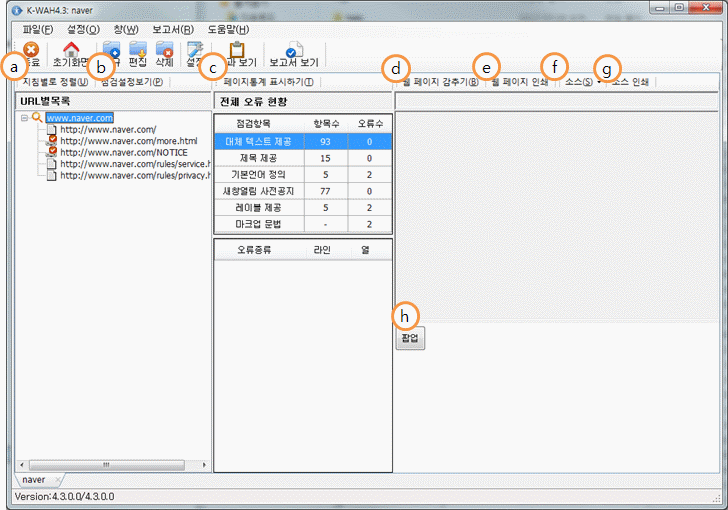 K-WAH4.3: naver
파일(F) 설정(O) 창(W) 보고서(R) 도움말(H)
초기화면 편집 삭제 보기 보고서 보기
a b c d e f g
지침별로 정렬(U) 점검설정보기(P) 페이지통계 표시하기(T) 웹 페이지 감추기(B) 웹 페이지 인쇄 소스(S) 소스 인쇄
URL별목록
www.naver.com
http://www.naver.com/
http://www.naver.com/more.html
http://www.naver.com/NOTICE
http://www.naver.com/rules/service.h
http://www.naver.com/rules/privacy.h
전체 오류 현황
점검항목 항목수 오류수
대체 텍스트 제공 93 0
제목 제공 15 0
기본언어 정의 5 2
새창열림 사전공지 77 0
레이블 제공 5 2
마크업 문법 - 2
오류종류 라인 열
h
팝업
naver
Version:4.3.0.0/4.3.0.0